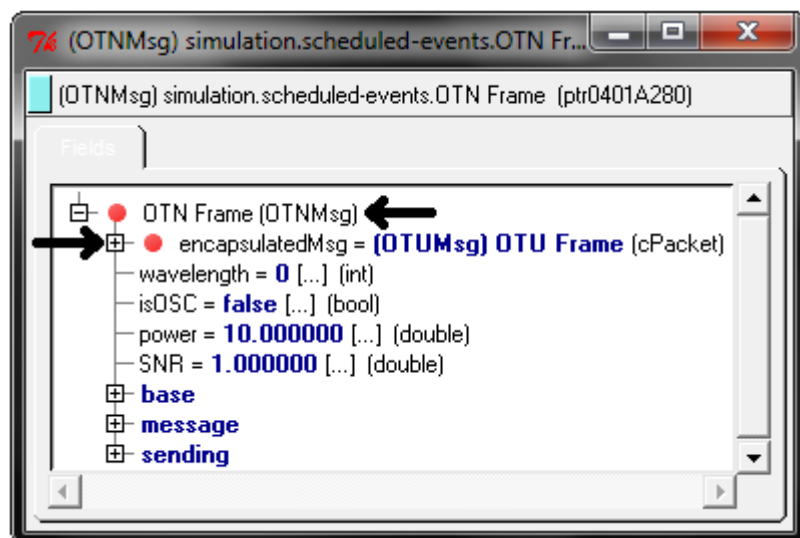 (OTNMsg) simulation.scheduled-events.OTN Fr...
(OTNMsg) simulation.scheduled-events.OTN Frame (ptr0401A280)
Fields
OTN Frame (OTNMsg)
encapsulatedMsg = (OTUMsg) OTU Frame (cPacket)
wavelength = 0 [...] (int)
isOSC = false [...] (bool)
power = 10.000000 [...] (double)
SNR = 1.000000 [...] (double)
base
message
sending